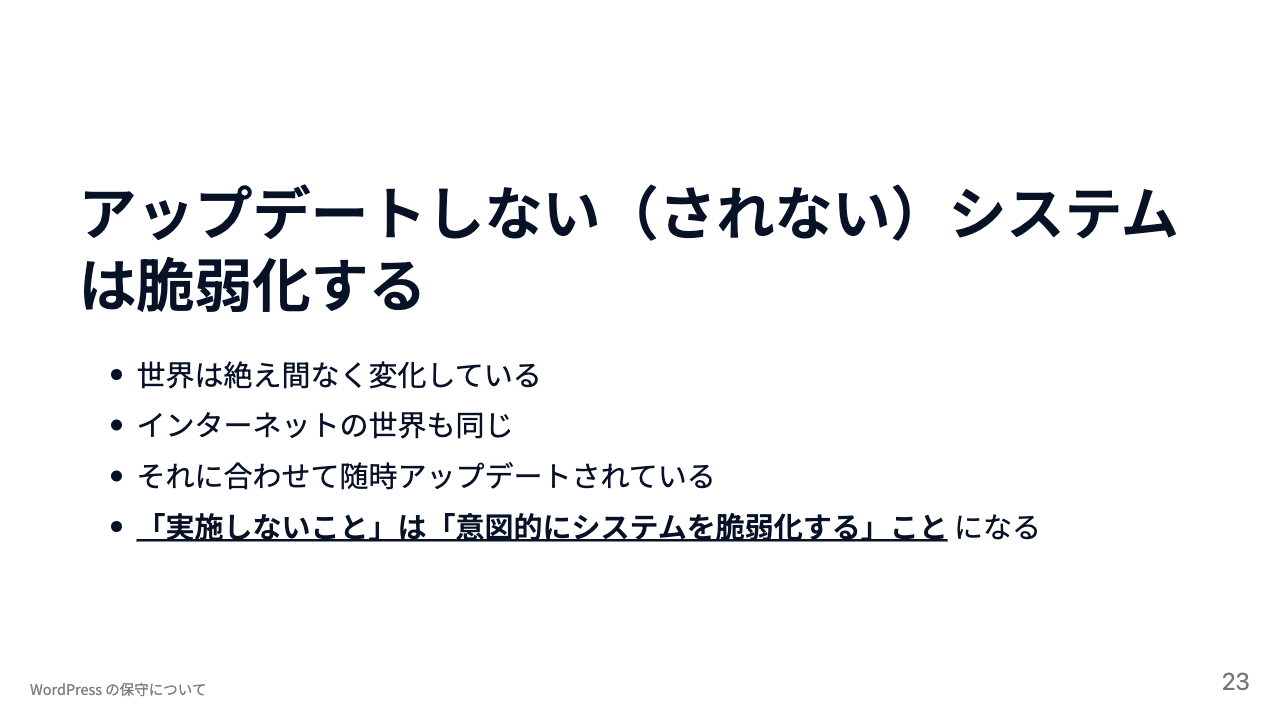 アップデートしない（されない）システム
は脆弱化する
世界は絶え間なく変化している
インターネットの世界も同じ
それに合わせて随時アップデートされている
「実施しないこと」は「意図的にシステムを脆弱化する」こと になる
WordPress の保守について
23